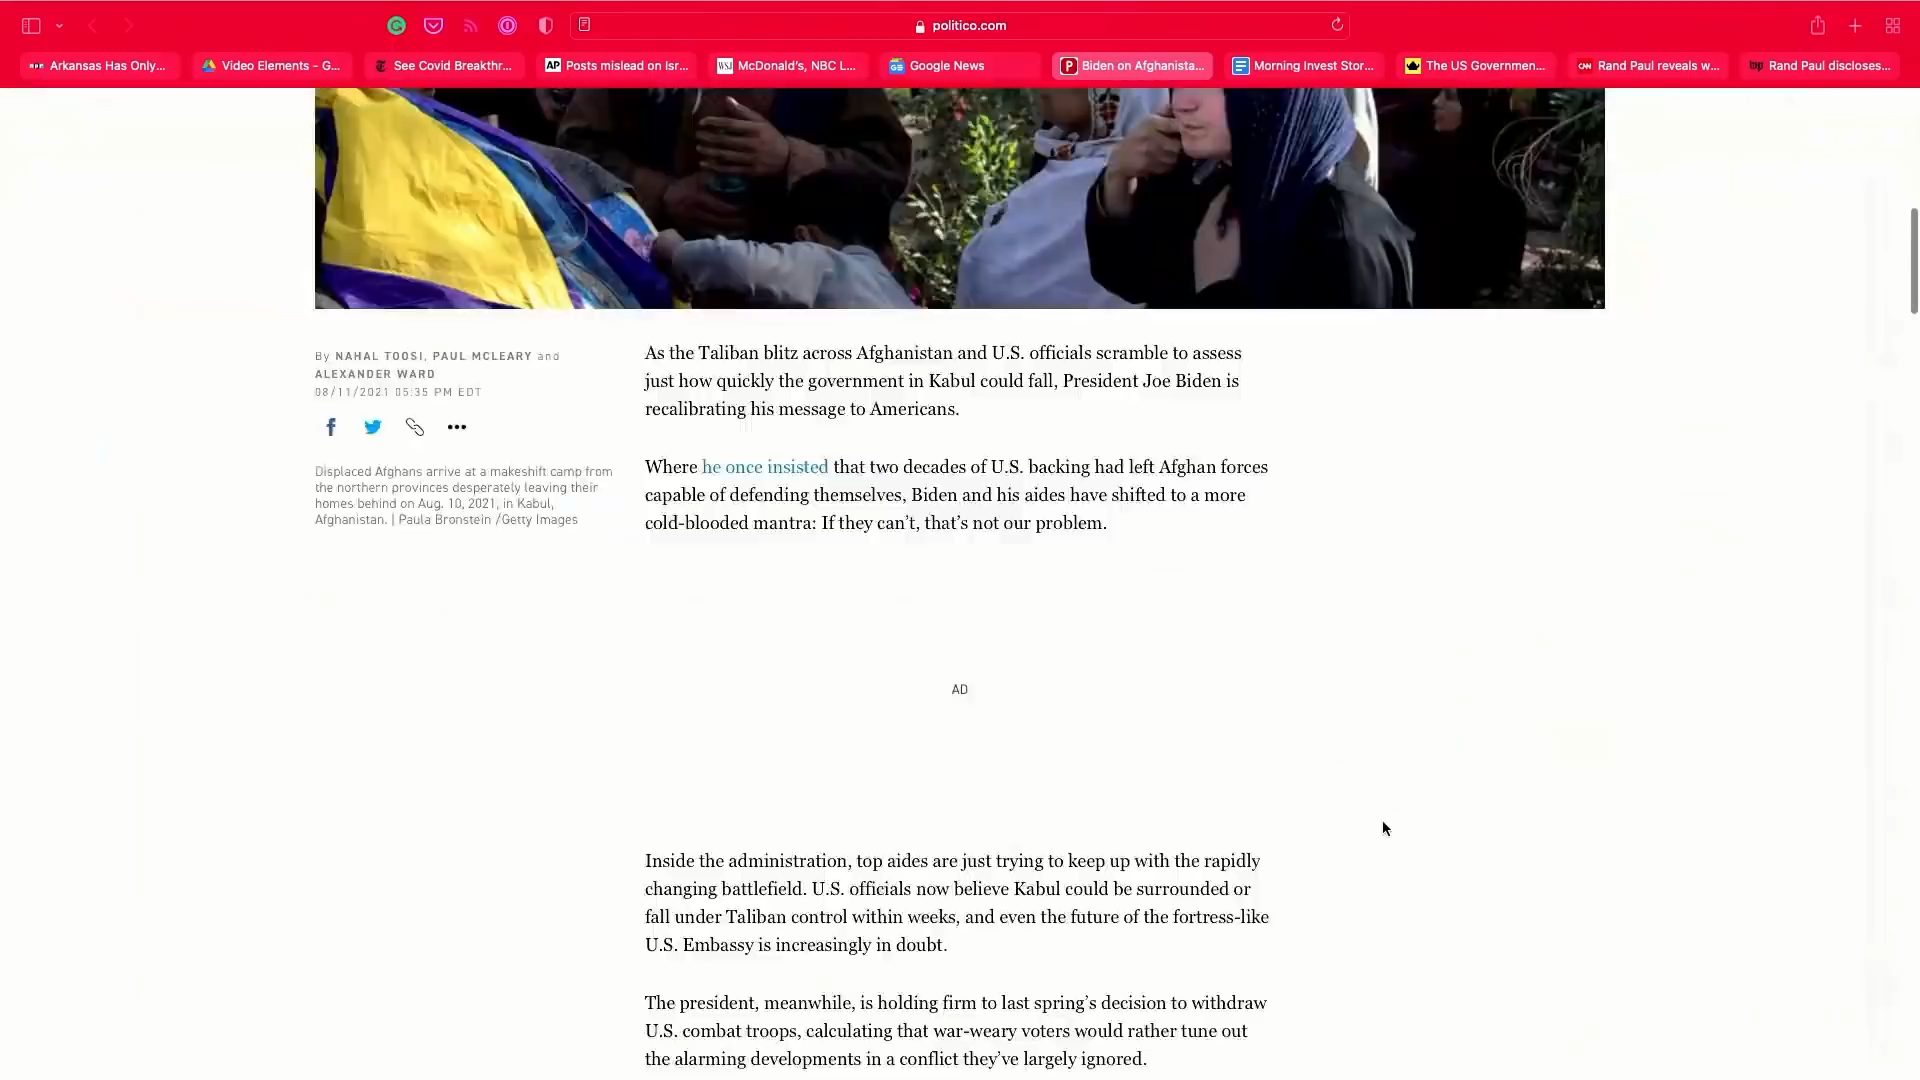 politico.com
Arkansas Has Only...
Video Elements - G...
See Covid Breakthr...
AP Posts mislead on Isr...
WSJ McDonald's, NBC L...
Google News
P Biden on Afghanista...
Morning Invest Stor...
The US Governmen...
CNN Rand Paul reveals w...
Rand Paul discloses...
By NAHAL TOOSI, PAUL MCLEARY and
ALEXANDER WARD
08/11/2021 05:35 PM EDT
Displaced Afghans arrive at a makeshift camp from
the northern provinces desperately leaving their
homes behind on Aug. 10, 2021, in Kabul,
Afghanistan. | Paula Bronstein /Getty Images
As the Taliban blitz across Afghanistan and U.S. officials scramble to assess
just how quickly the government in Kabul could fall, President Joe Biden is
recalibrating his message to Americans.
Where he once insisted that two decades of U.S. backing had left Afghan forces
capable of defending themselves, Biden and his aides have shifted to a more
cold-blooded mantra: If they can't, that's not our problem.
AD
Inside the administration, top aides are just trying to keep up with the rapidly
changing battlefield. U.S. officials now believe Kabul could be surrounded or
fall under Taliban control within weeks, and even the future of the fortress-like
U.S. Embassy is increasingly in doubt.
The president, meanwhile, is holding firm to last spring's decision to withdraw
U.S. combat troops, calculating that war-weary voters would rather tune out
the alarming developments in a conflict they've largely ignored.